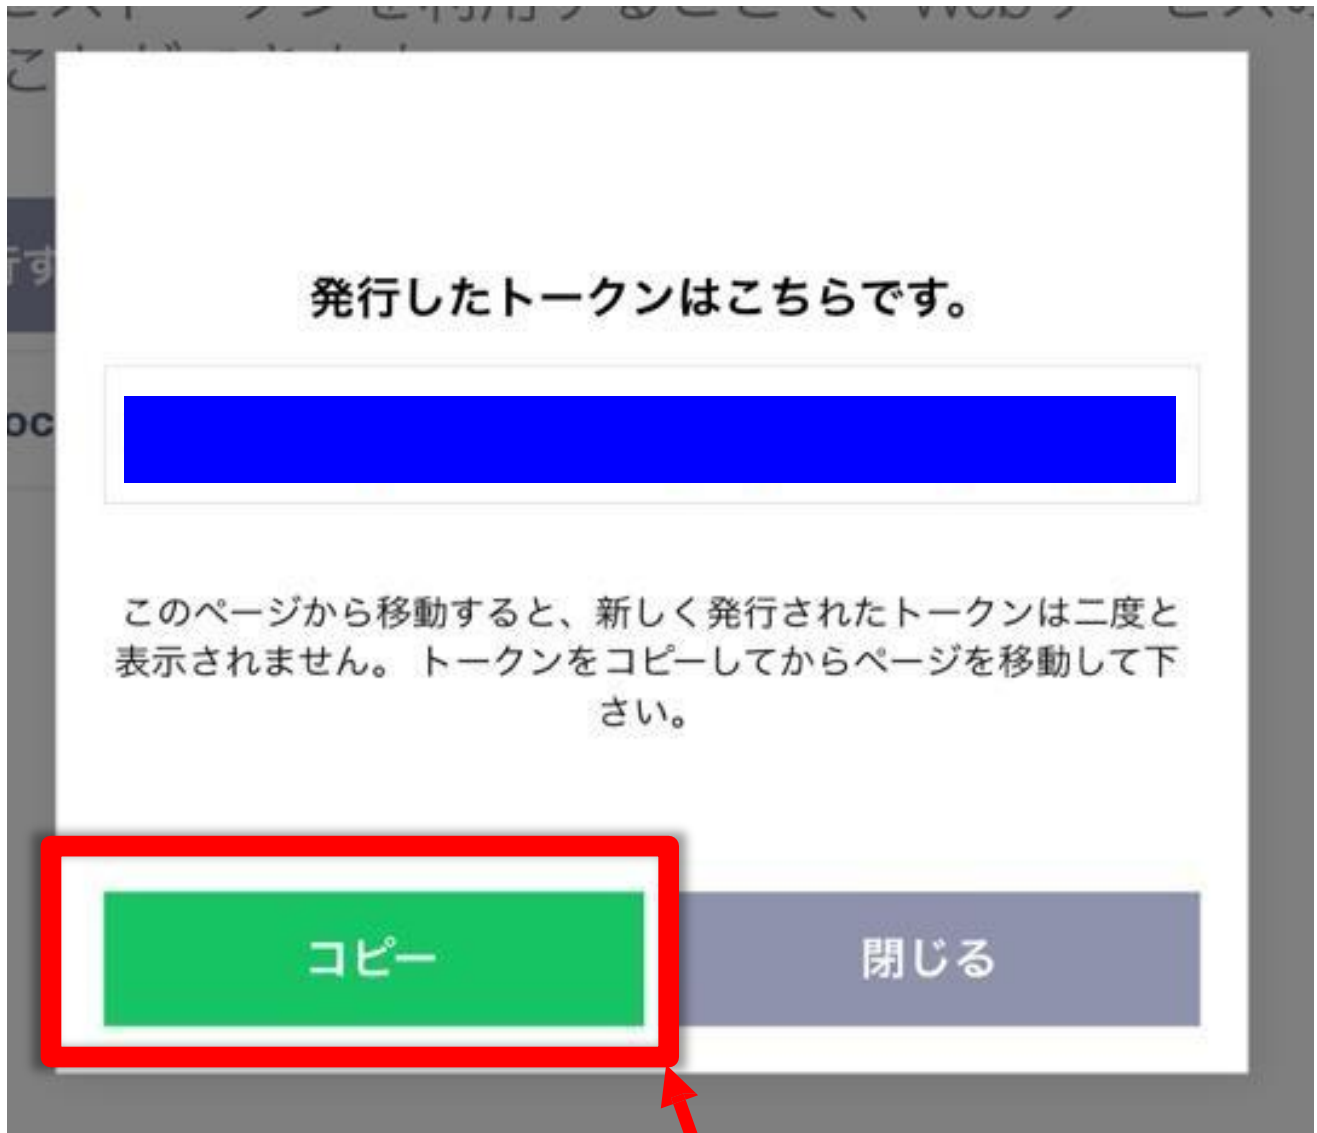 行す
発行したトークンはこちらです。
oc
このページから移動すると、新しく発行されたトークンは二度と
表示されません。 トークンをコピーしてからページを移動して下
さい。
コピー
閉じる